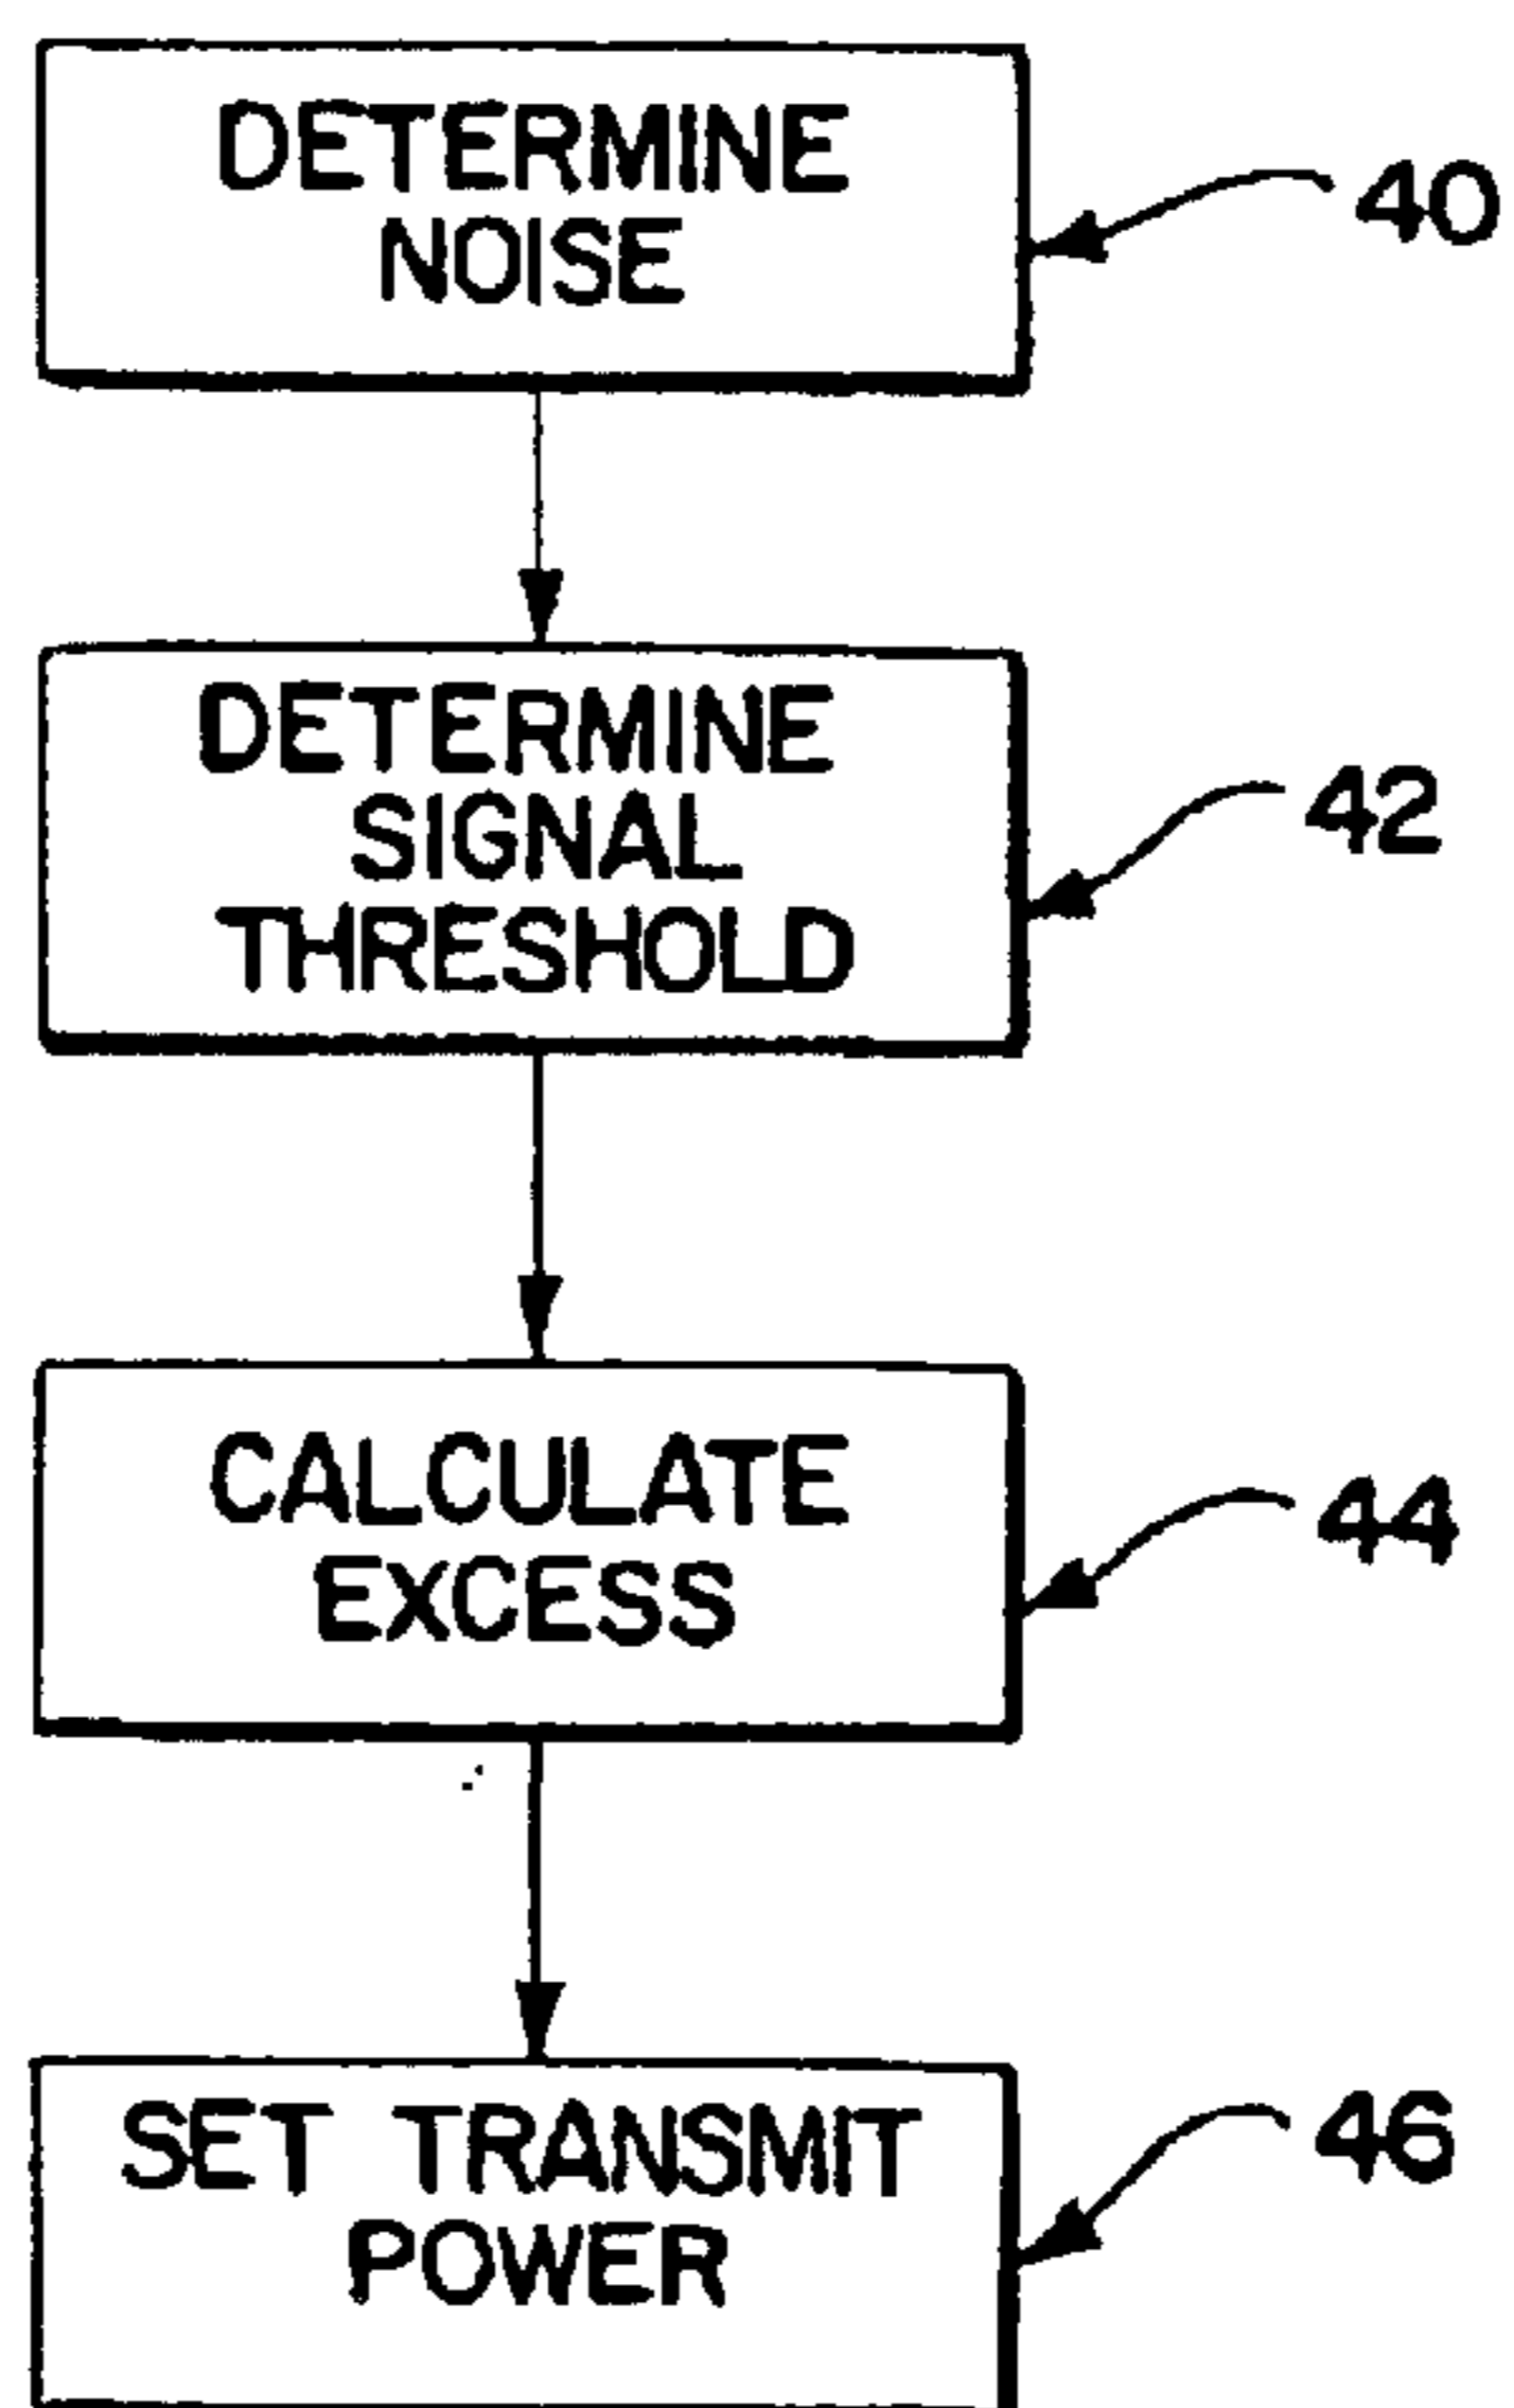 DETERMINE
NOISE
40
DETERMINE
SIGNAL
THRESHOLD
42
CALCULATE
EXCESS
44
SET TRANSMIT
POWER
46